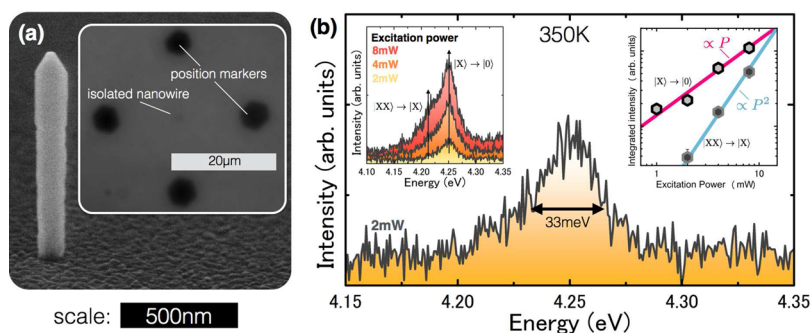 (a)
position markers
isolated nanowire
20μm
scale: 500nm
(b)
Intensity (arb. units)
350K
2mW
33meV
4.15 4.20 4.25 4.30 4.35
Energy (eV)
Excitation power
8mW
4mW
2mW
|X⟩→|0⟩
|XX⟩→|X⟩
Intensity (arb. units)
4.10 4.15 4.20 4.25 4.30 4.35
Energy (eV)
Integrated intensity (arb. units)
∝ P
|X⟩→|0⟩
∝ P²
|XX⟩→|X⟩
1 10
Excitation Power (mW)